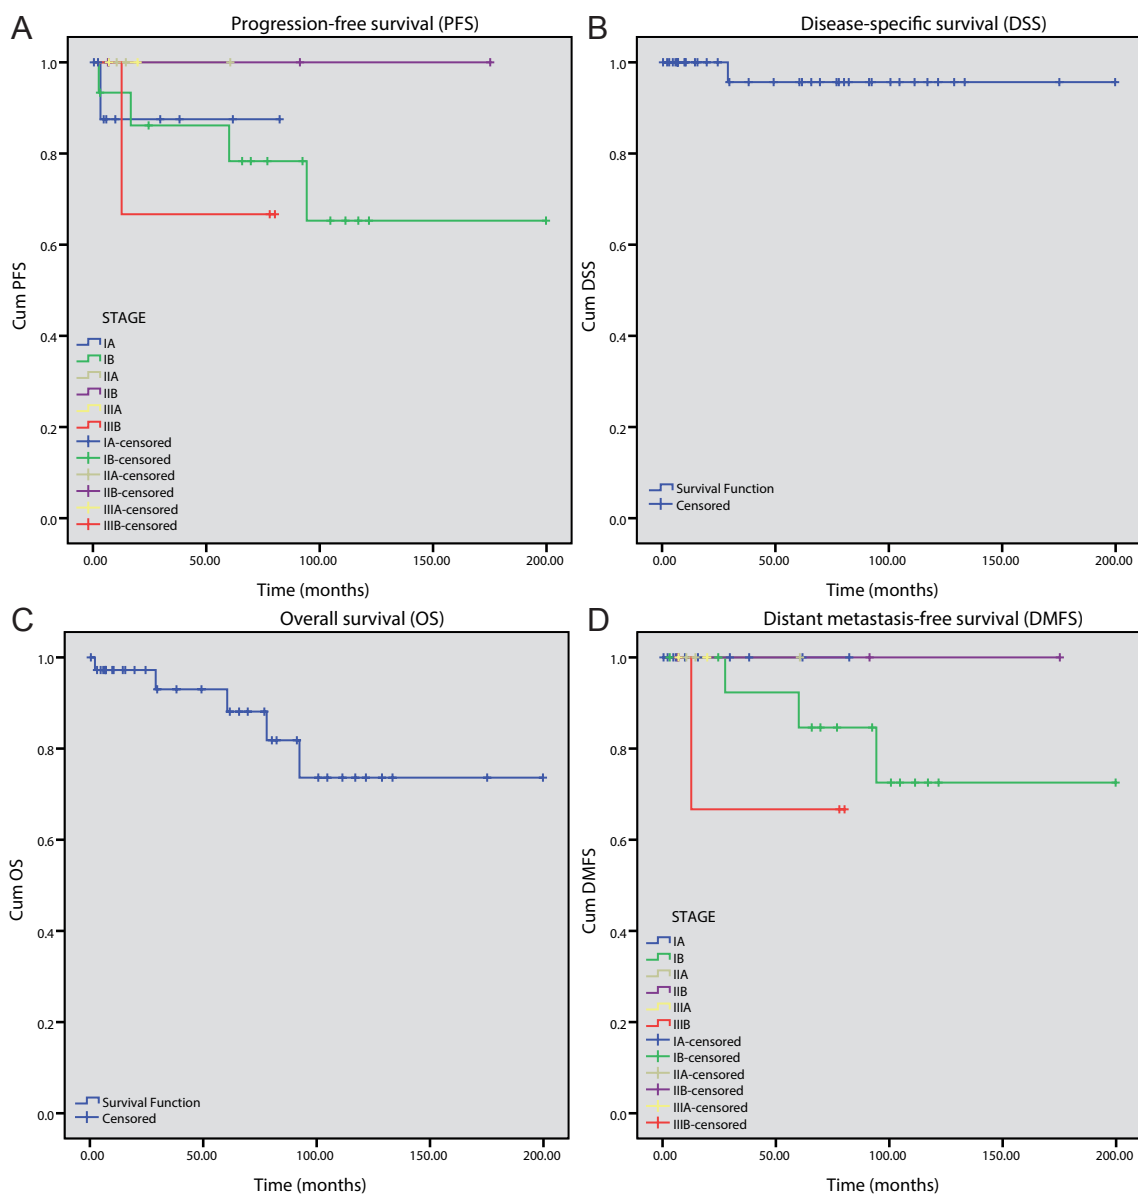 A
Progression-free survival (PFS)
1.0
0.8
0.6
0.4
0.2
0.0
Cum PFS
STAGE
IA
IB
IIA
IIB
IIIA
IIIB
IA-censored
IB-censored
IIA-censored
IIB-censored
IIIA-censored
IIIB-censored
0.00 50.00 100.00 150.00 200.00
Time (months)
B
Disease-specific survival (DSS)
1.0
0.8
0.6
0.4
0.2
0.0
Cum DSS
Survival Function
Censored
0.00 50.00 100.00 150.00 200.00
Time (months)
C
Overall survival (OS)
1.0
0.8
0.6
0.4
0.2
0.0
Cum OS
Survival Function
Censored
0.00 50.00 100.00 150.00 200.00
Time (months)
D
Distant metastasis-free survival (DMFS)
1.0
0.8
0.6
0.4
0.2
0.0
Cum DMFS
STAGE
IA
IB
IIA
IIB
IIIA
IIIB
IA-censored
IB-censored
IIA-censored
IIB-censored
IIIA-censored
IIIB-censored
0.00 50.00 100.00 150.00 200.00
Time (months)